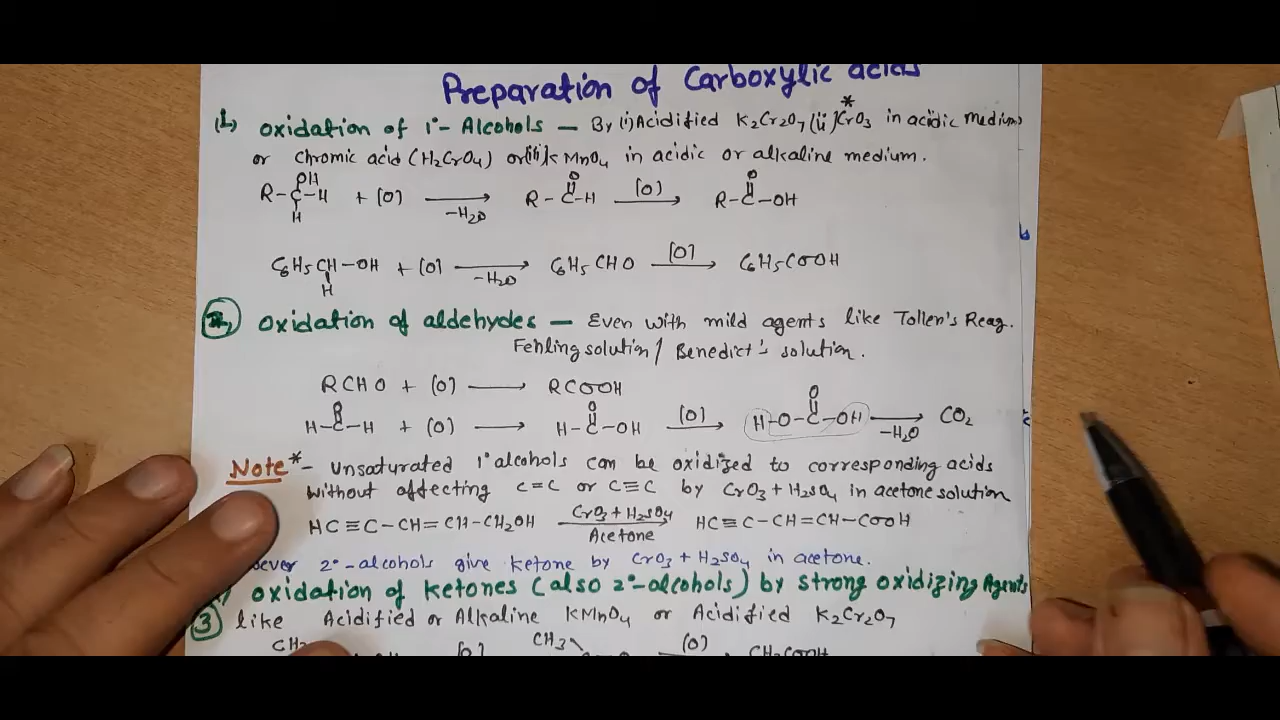 Preparation of Carboxylic acids
(1) Oxidation of 1°- Alcohols — By (i) Acidified K2Cr2O7 (ii) *CrO3 in acidic medium
or chromic acid (H2CrO4) or (iii) KMnO4 in acidic or alkaline medium.
OH O O
R-C-H + [O] → R-C-H [O] → R-C-OH
H -H2O
C6H5CH-OH + [O] → C6H5CHO [O] → C6H5COOH
H -H2O
2, Oxidation of aldehydes — Even with mild agents like Tollen's Reag.
Fehling solution / Benedict's solution.
RCHO + [O] → RCOOH
O O O
H-C-H + [O] → H-C-OH [O] → H-O-C-OH → CO2
-H2O
Note* - Unsaturated 1° alcohols can be oxidized to corresponding acids
without affecting C=C or C≡C by CrO3 + H2SO4 in acetone solution
HC≡C-CH=CH-CH2OH CrO3 + H2SO4 HC≡C-CH=CH-COOH
Acetone
2°-alcohols give ketone by CrO3 + H2SO4 in acetone.
Oxidation of ketones (also 2°-alcohols) by strong oxidizing Agents
3 like Acidified or Alkaline KMnO4 or Acidified K2Cr2O7
[O] CH3 [O] CH3COOH